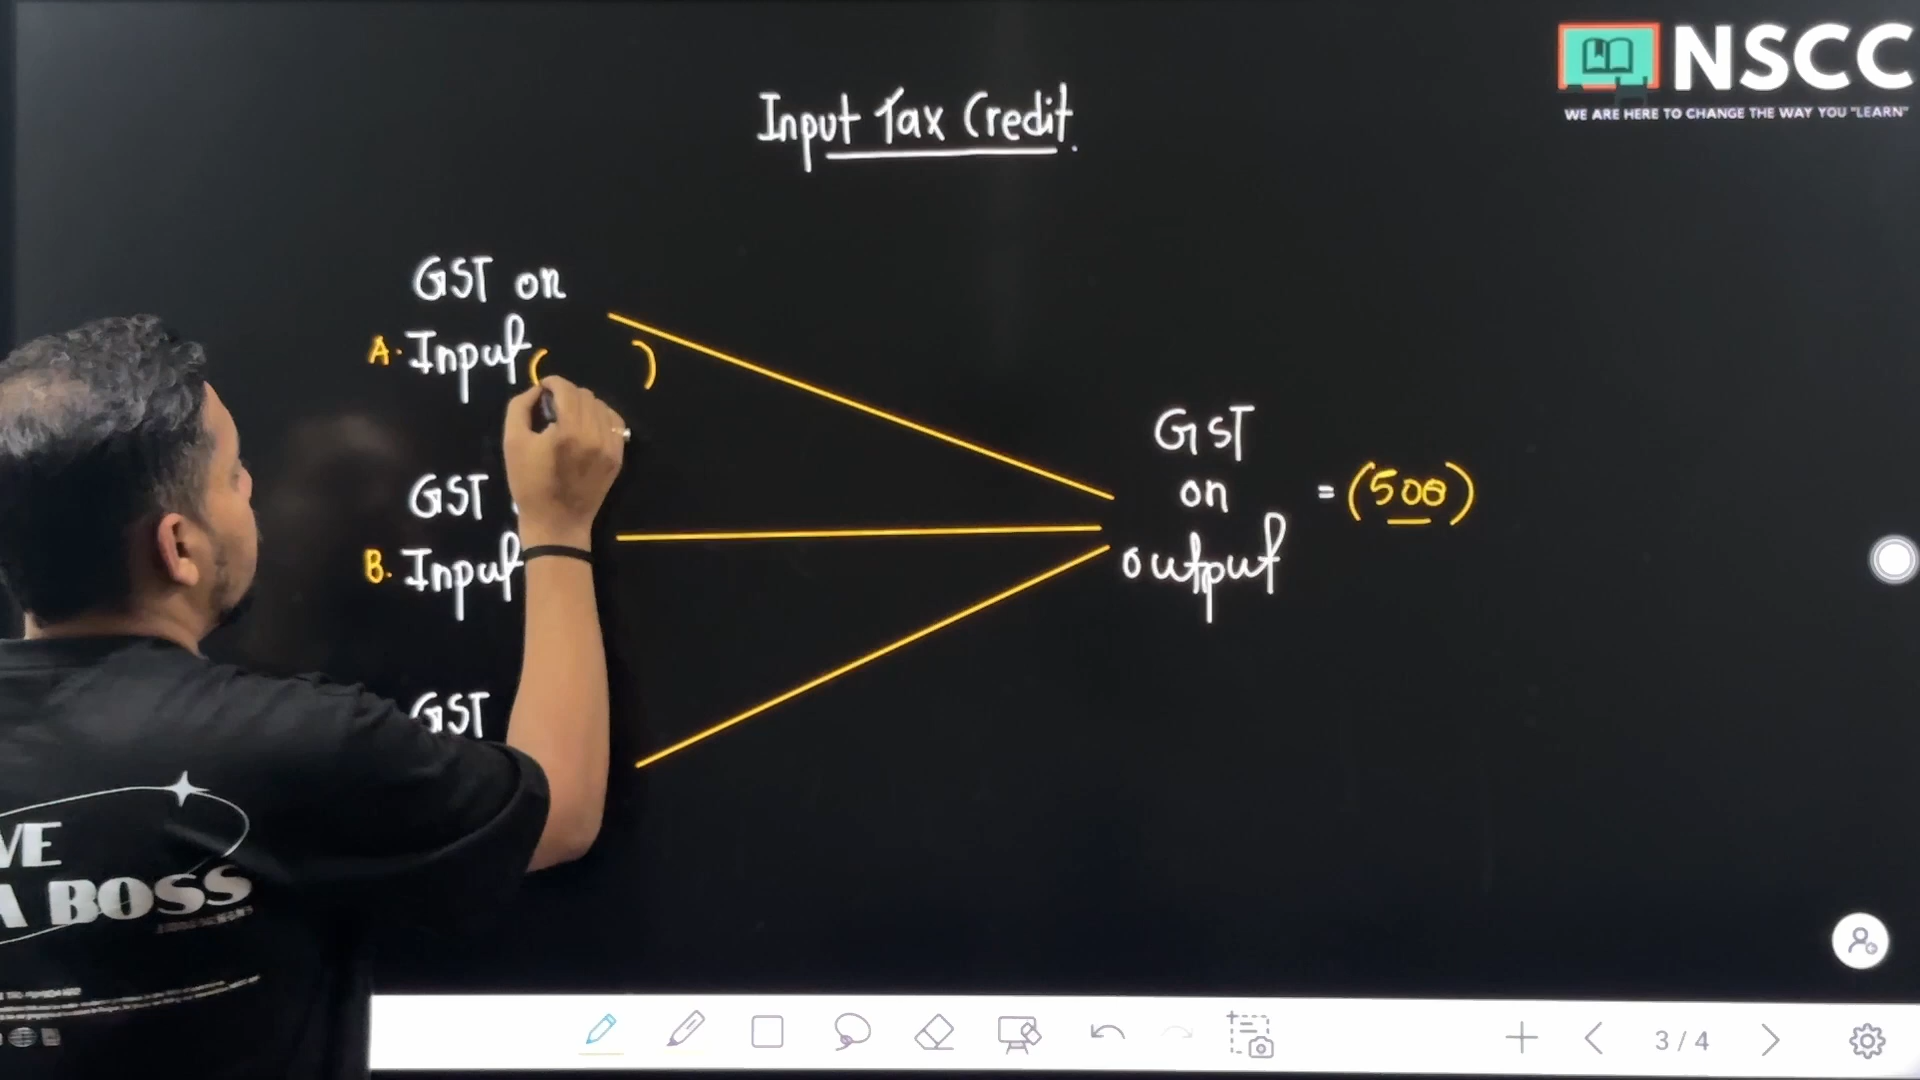 NSCC
WE ARE HERE TO CHANGE THE WAY YOU "LEARN"
Input Tax Credit.
GST on
A. Input ( )
GST
B. Input
GST
GST
on
output
= (500)
VE
A BOSS
3 / 4